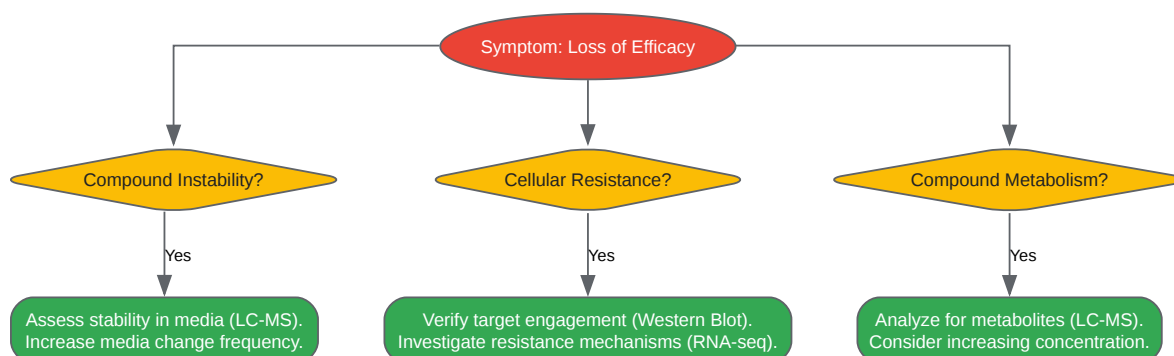 Symptom: Loss of Efficacy
Compound Instability?
Cellular Resistance?
Compound Metabolism?
Yes
Yes
Yes
Assess stability in media (LC-MS).
Increase media change frequency.
Verify target engagement (Western Blot).
Investigate resistance mechanisms (RNA-seq).
Analyze for metabolites (LC-MS).
Consider increasing concentration.